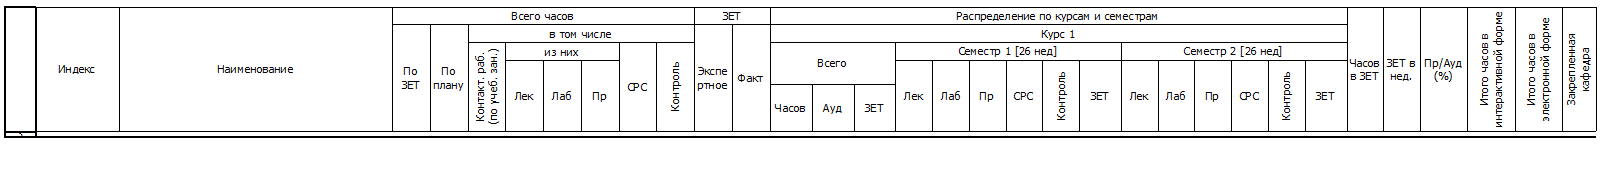 Индекс
Наименование
Всего часов
По ЗЕТ
По плану
в том числе
Контакт. раб. (по учеб. зан.)
из них
Лек
Лаб
Пр
СРС
Контроль
ЗЕТ
Экспе
ртное
Факт
Распределение по курсам и семестрам
Курс 1
Всего
Часов
Ауд
ЗЕТ
Семестр 1 [26 нед]
Лек
Лаб
Пр
СРС
Контроль
ЗЕТ
Семестр 2 [26 нед]
Лек
Лаб
Пр
СРС
Контроль
ЗЕТ
Часов
в ЗЕТ
ЗЕТ в
нед.
Пр/Ауд
(%)
Итого часов в
интерактивной форме
Итого часов в
электронной форме
Закрепленная
кафедра